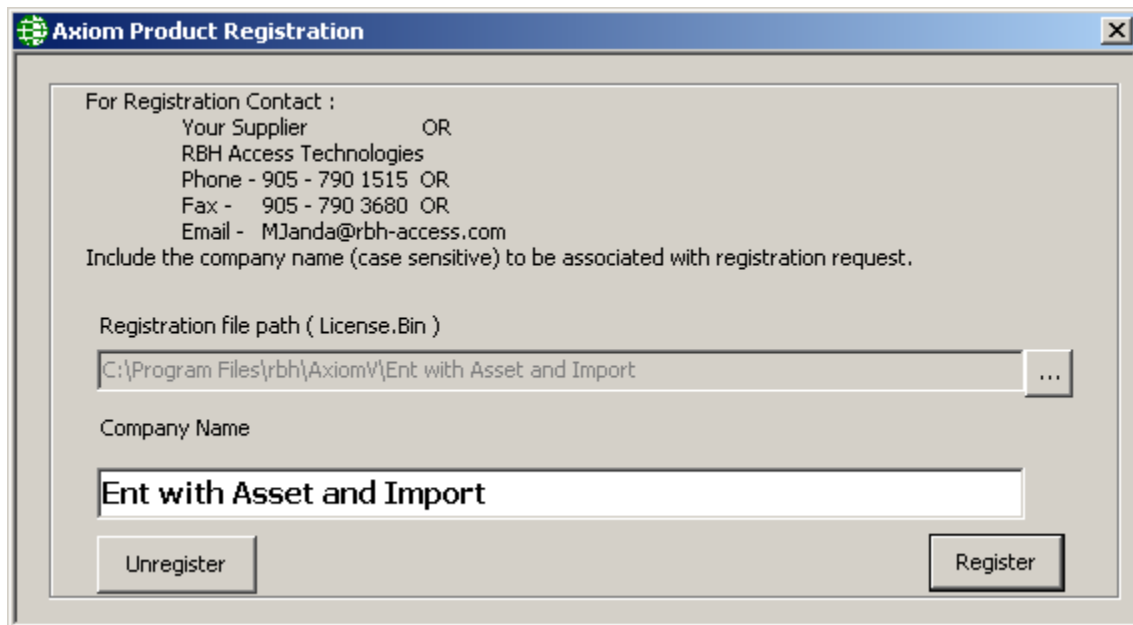 Axiom Product Registration
For Registration Contact :
Your Supplier OR
RBH Access Technologies
Phone - 905 - 790 1515 OR
Fax - 905 - 790 3680 OR
Email - MJanda@rbh-access.com
Include the company name (case sensitive) to be associated with registration request.
Registration file path ( License.Bin )
C:\Program Files\rbh\AxiomV\Ent with Asset and Import
...
Company Name
Ent with Asset and Import
Unregister Register